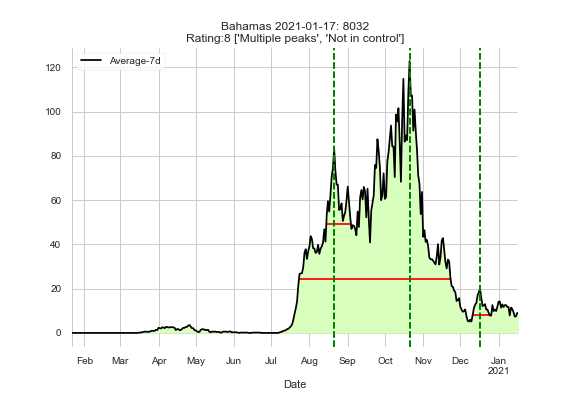 Bahamas 2021-01-17: 8032
Rating:8 ['Multiple peaks', 'Not in control']
Average-7d
120
100
80
60
40
20
0
Feb Mar Apr May Jun Jul Aug Sep Oct Nov Dec Jan
2021
Date